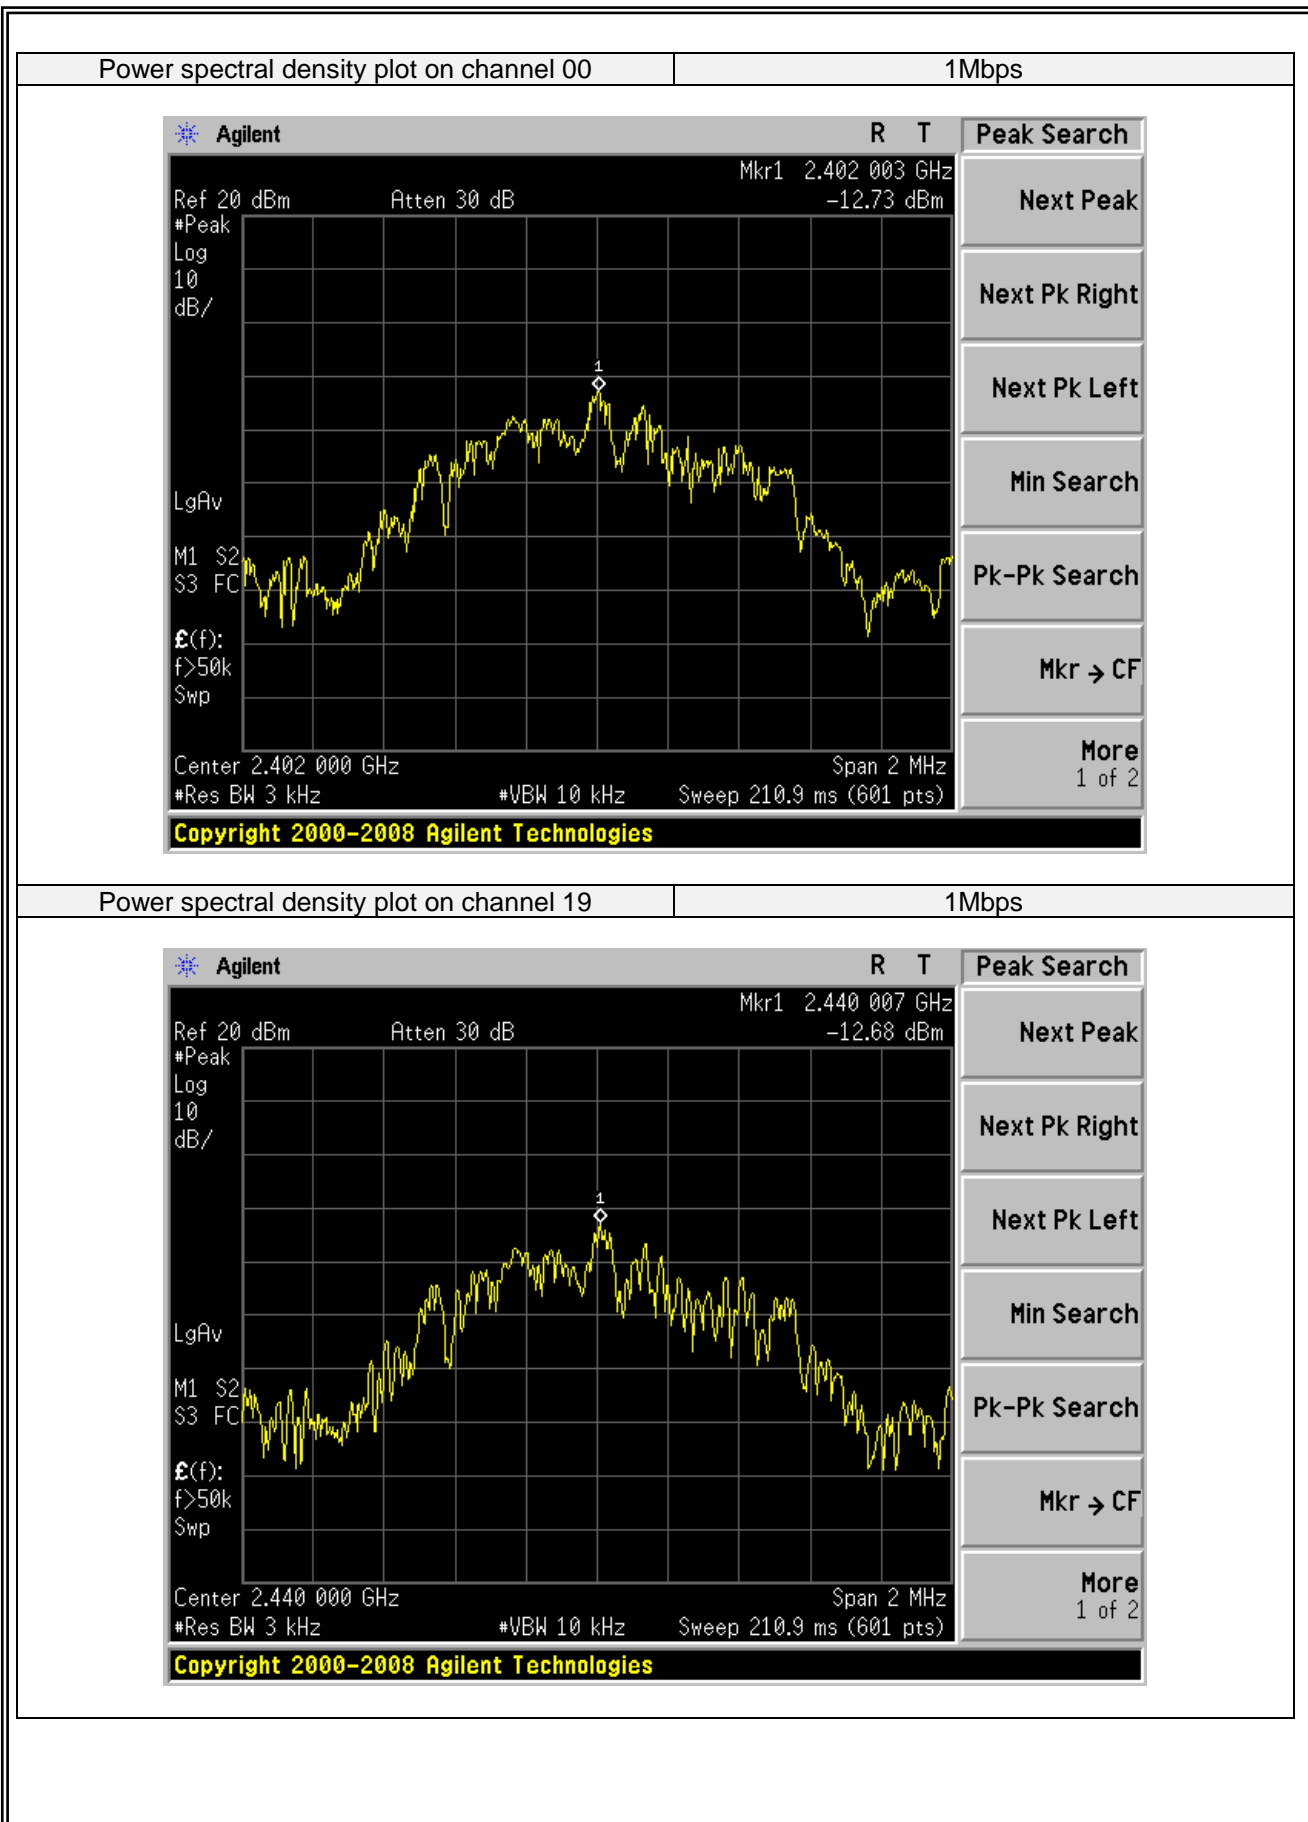 Power spectral density plot on channel 00 1Mbps
Agilent R T Peak Search
Mkr1 2.402 003 GHz
Ref 20 dBm Atten 30 dB -12.73 dBm
Next Peak
#Peak
Log
10
dB/
Next Pk Right
1
Next Pk Left
LgAv
Min Search
M1 S2
S3 FC
Pk-Pk Search
£(f):
f>50k
Swp
Mkr → CF
Center 2.402 000 GHz Span 2 MHz
#Res BW 3 kHz #VBW 10 kHz Sweep 210.9 ms (601 pts)
More
1 of 2
Copyright 2000-2008 Agilent Technologies
Power spectral density plot on channel 19 1Mbps
Agilent R T Peak Search
Mkr1 2.440 007 GHz
Ref 20 dBm Atten 30 dB -12.68 dBm
Next Peak
#Peak
Log
10
dB/
Next Pk Right
1
Next Pk Left
LgAv
Min Search
M1 S2
S3 FC
Pk-Pk Search
£(f):
f>50k
Swp
Mkr → CF
Center 2.440 000 GHz Span 2 MHz
#Res BW 3 kHz #VBW 10 kHz Sweep 210.9 ms (601 pts)
More
1 of 2
Copyright 2000-2008 Agilent Technologies